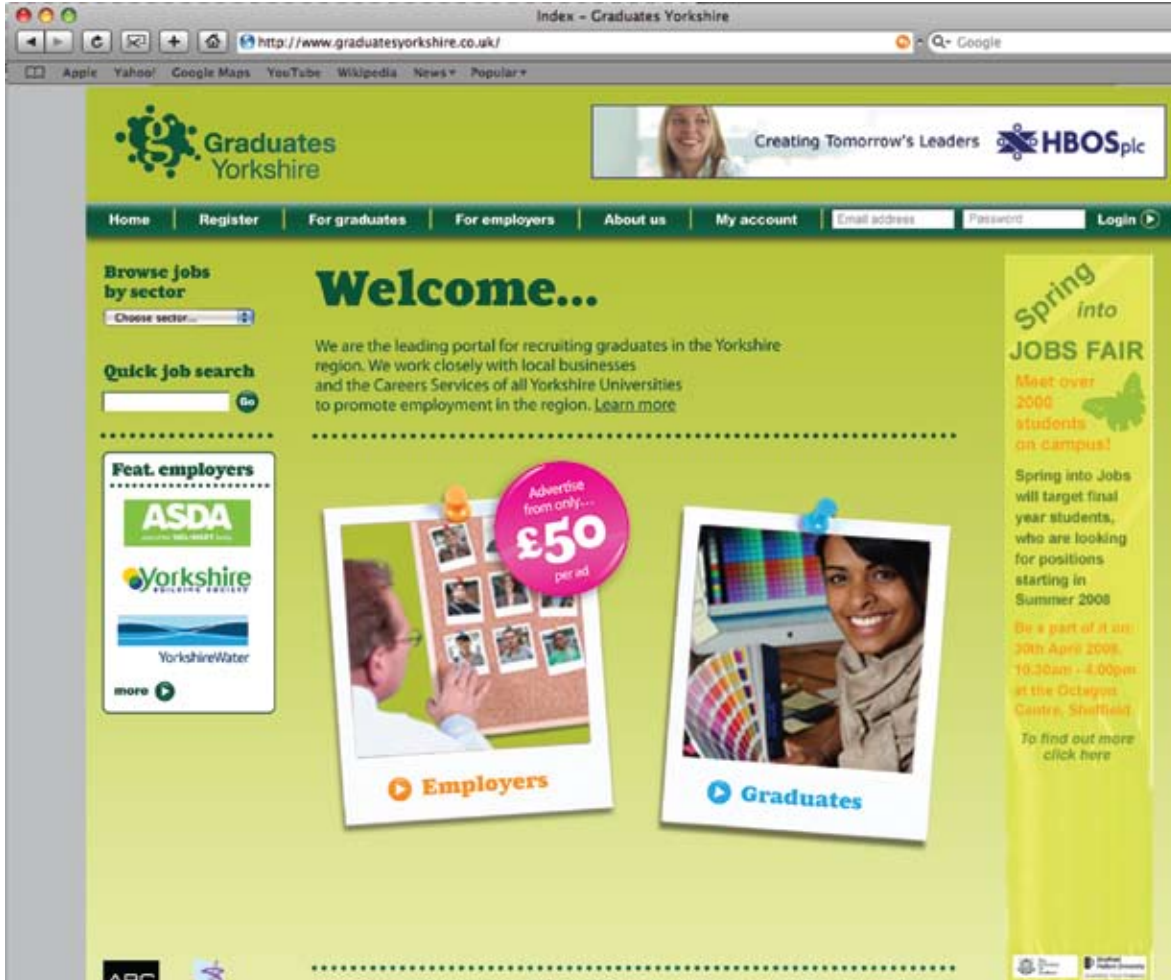 Index – Graduates Yorkshire
http://www.graduatesyorkshire.co.uk/
Google
Apple Yahoo! Google Maps YouTube Wikipedia News Popular
Graduates
Yorkshire
Creating Tomorrow's Leaders HBOSplc
Home Register For graduates For employers About us My account Email address Password Login
Browse jobs
by sector
Choose sector...
Quick job search
Go
Feat. employers
ASDA
Yorkshire
BUILDING SOCIETY
YorkshireWater
more
Welcome...
We are the leading portal for recruiting graduates in the Yorkshire
region. We work closely with local businesses
and the Careers Services of all Yorkshire Universities
to promote employment in the region. Learn more
Advertise
from only...
£50
per ad
Employers
Graduates
Spring
into
JOBS FAIR
Meet over
2000
students
on campus!
Spring into Jobs
will target final
year students,
who are looking
for positions
starting in
Summer 2008
Be a part of it on:
30th April 2008,
10.30am - 4.00pm
at the Octagon
Centre, Sheffield
To find out more
click here